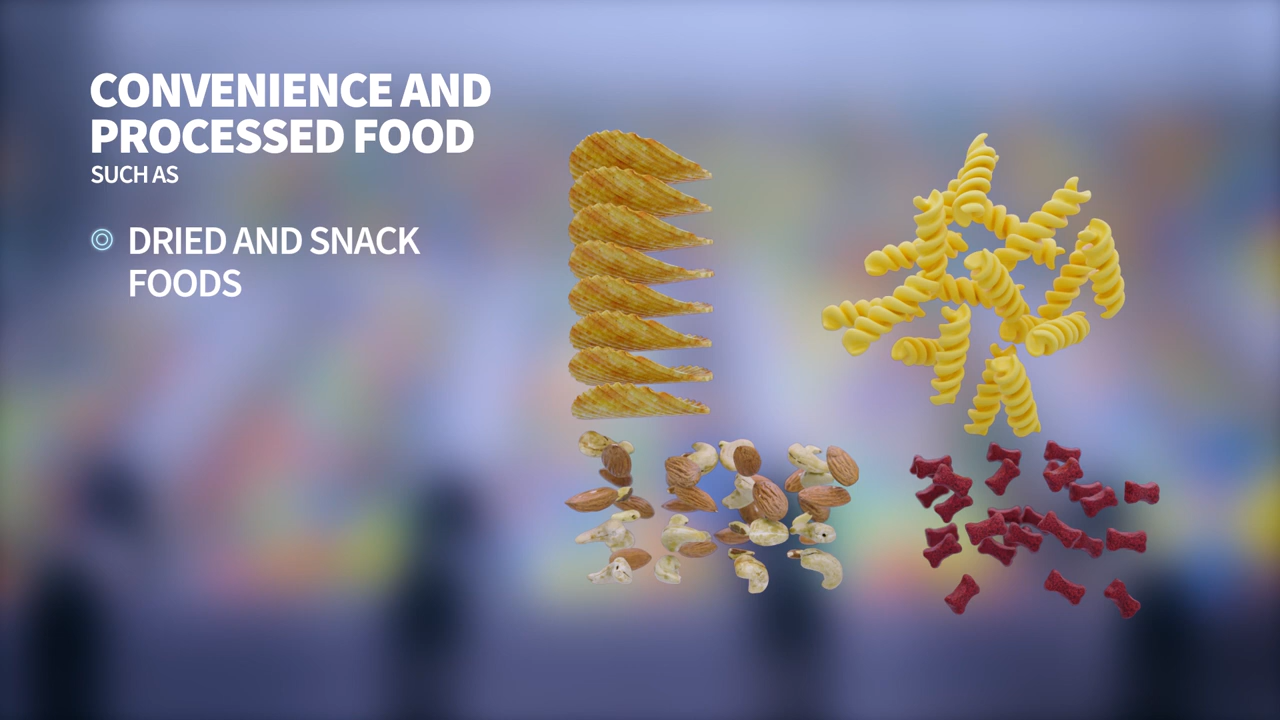 CONVENIENCE AND
PROCESSED FOOD
SUCH AS
DRIED AND SNACK
FOODS